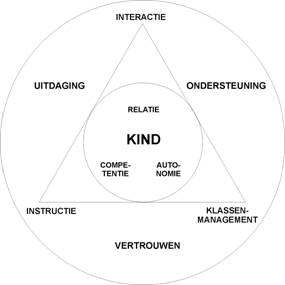 INTERACTIE
UITDAGING
ONDERSTEUNING
RELATIE
KIND
COMPE-
TENTIE
AUTO-
NOMIE
INSTRUCTIE
KLASSEN-
MANAGEMENT
VERTROUWEN